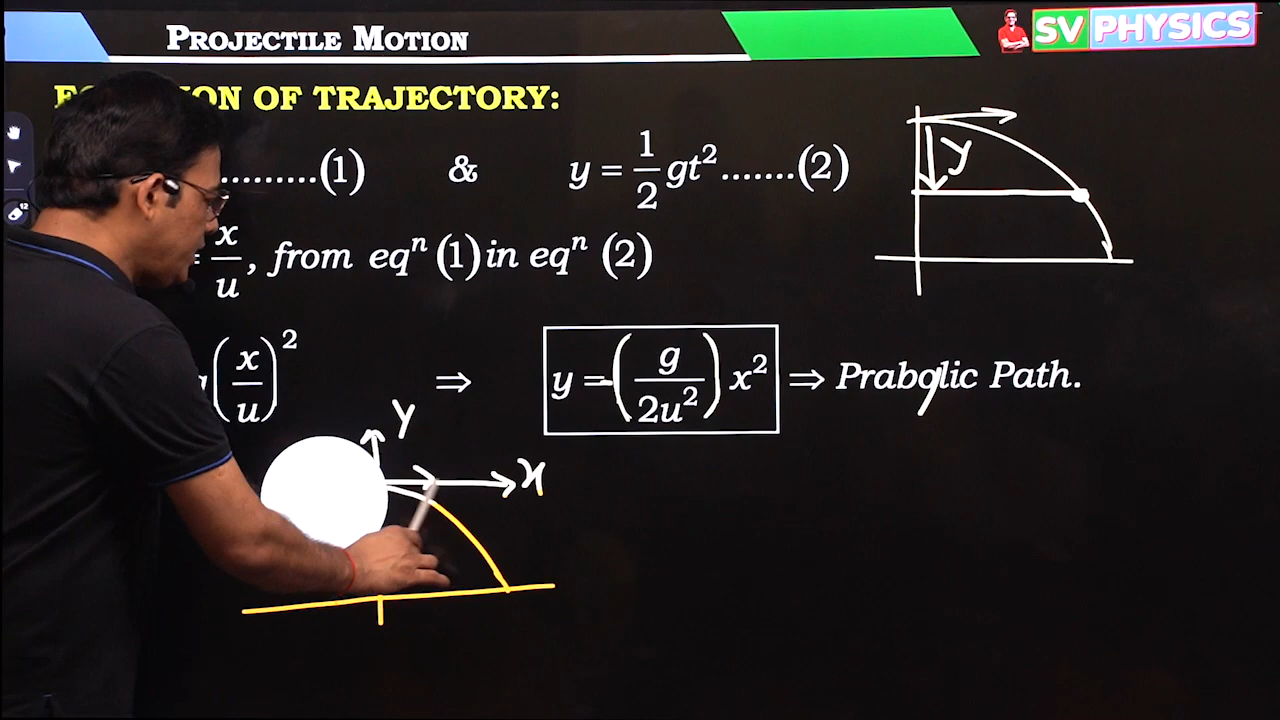 PROJECTILE MOTION
SV PHYSICS
OF TRAJECTORY:
..........(1) & y = 1/2 gt² .......(2)
y
= x/u, from eqⁿ (1) in eqⁿ (2)
(x/u)² ⇒ y = -(g/2u²) x² ⇒ Prabolic Path.
y
x
12